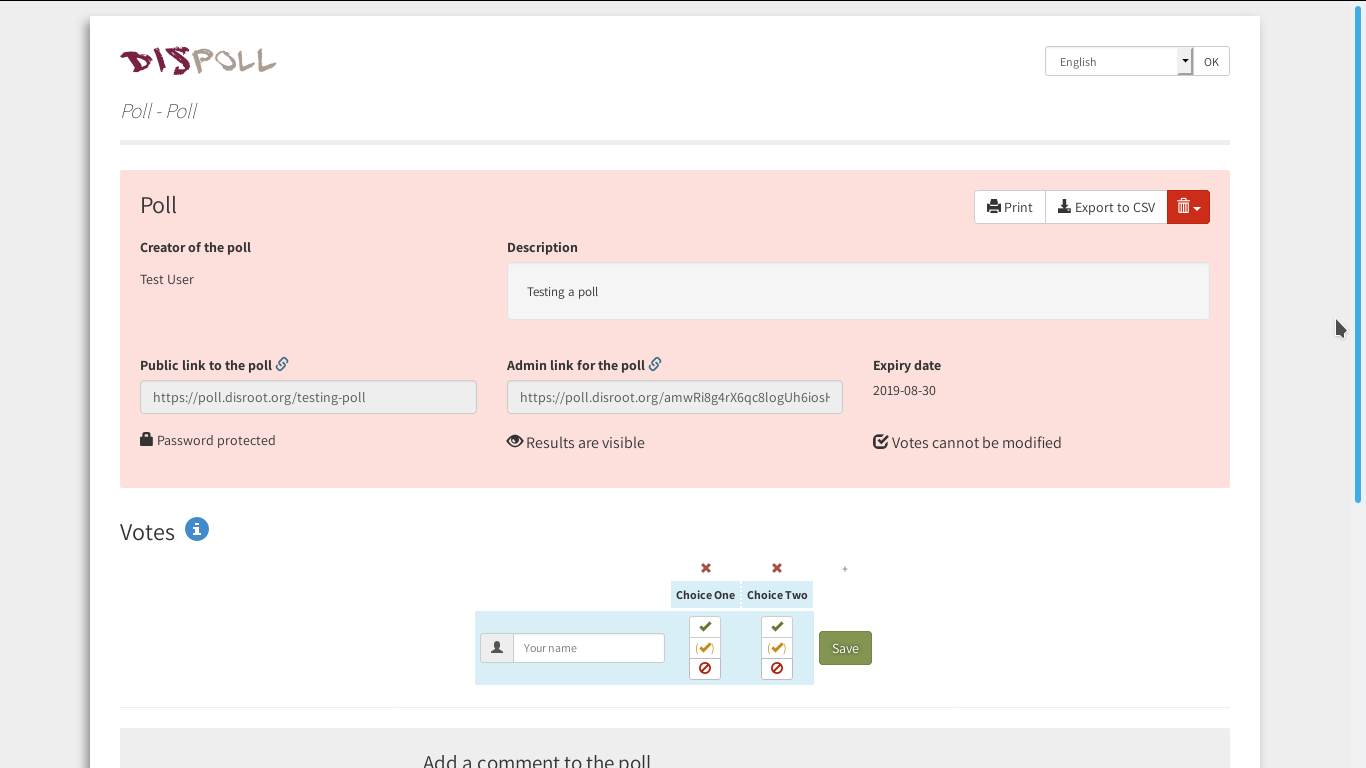 DISPOLL
English
OK
Poll - Poll
Poll
Print
Export to CSV
Creator of the poll
Description
Test User
Testing a poll
Public link to the poll
Admin link for the poll
Expiry date
https://poll.disroot.org/testing-poll
https://poll.disroot.org/amwRi8g4rX6qc8logUh6iosH
2019-08-30
Password protected
Results are visible
Votes cannot be modified
Votes
Choice One
Choice Two
Your name
Save
Add a comment to the poll